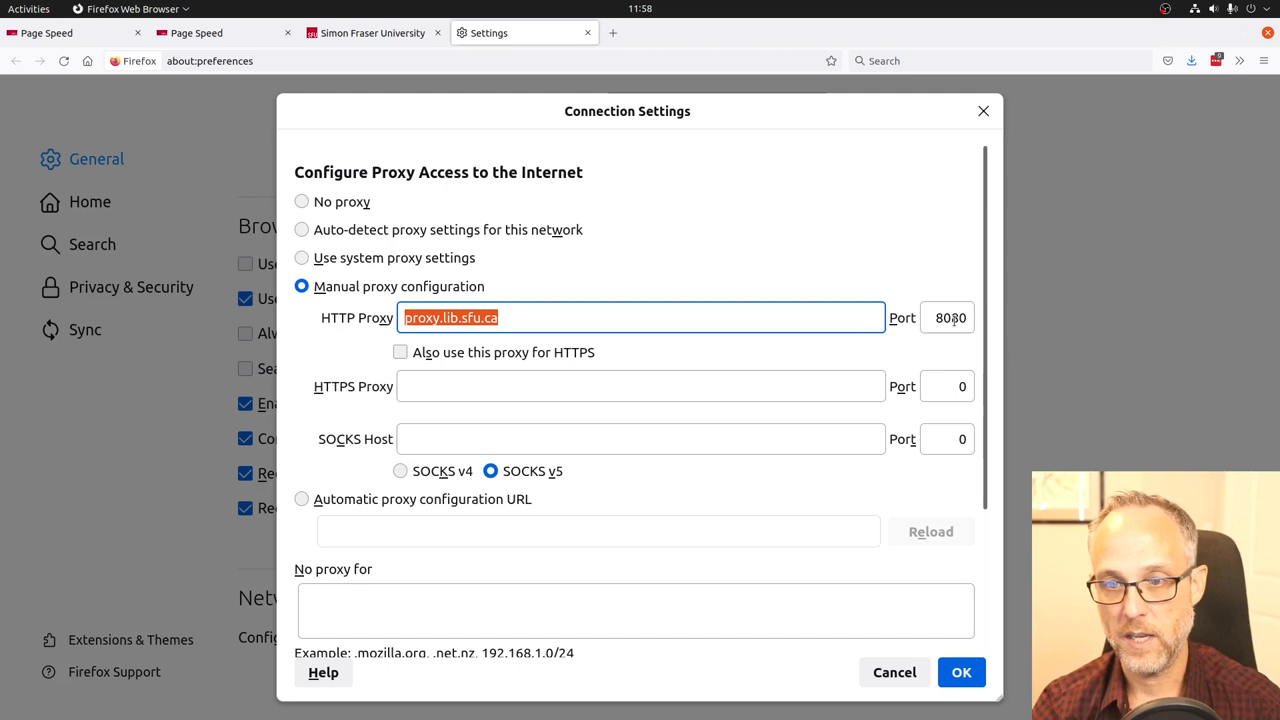 Activities
Firefox Web Browser
11:58
Page Speed
Page Speed
SFU
Simon Fraser University
Settings
Firefox
about:preferences
Search
9
Connection Settings
General
Home
Search
Privacy & Security
Sync
Extensions & Themes
Firefox Support
Configure Proxy Access to the Internet
No proxy
Auto-detect proxy settings for this network
Use system proxy settings
Manual proxy configuration
HTTP Proxy proxy.lib.sfu.ca Port 8080
Also use this proxy for HTTPS
HTTPS Proxy Port 0
SOCKS Host Port 0
SOCKS v4 SOCKS v5
Automatic proxy configuration URL
Reload
No proxy for
Example: .mozilla.org, .net.nz, 192.168.1.0/24
Help Cancel OK